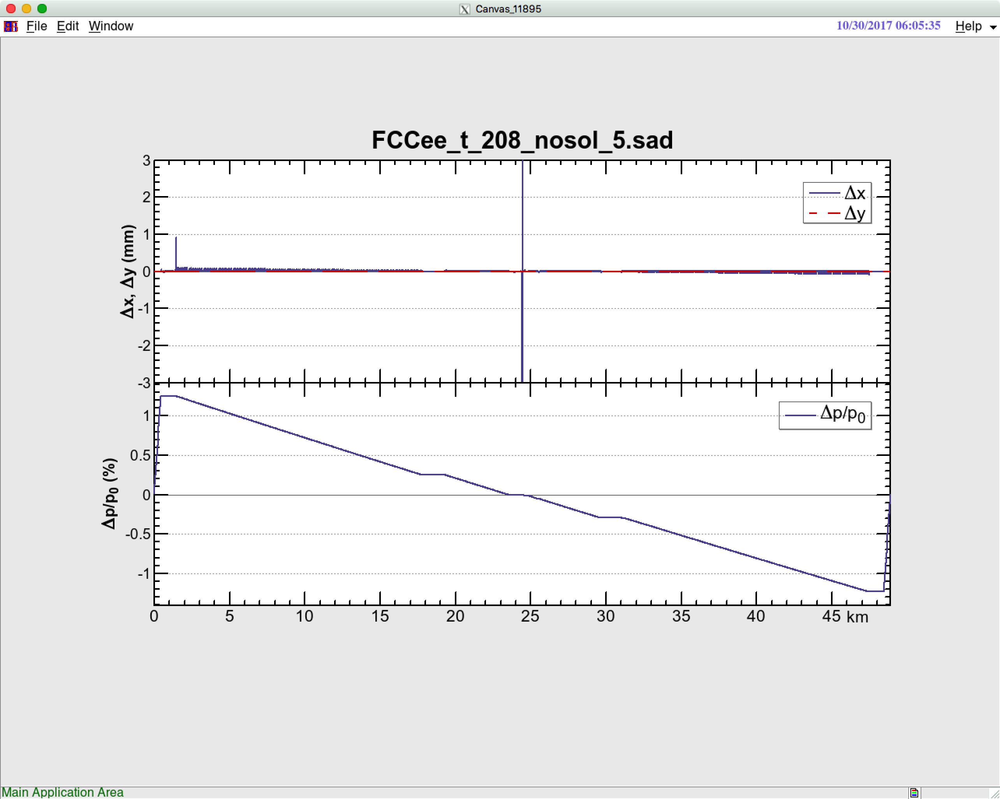 Canvas_11895
File Edit Window 10/30/2017 06:05:35 Help
FCCee_t_208_nosol_5.sad
3
2
1
0
-1
-2
-3
Δx, Δy (mm)
Δx
Δy
1
0.5
0
-0.5
-1
Δp/p0 (%)
Δp/p0
0 5 10 15 20 25 30 35 40 45 km
Main Application Area